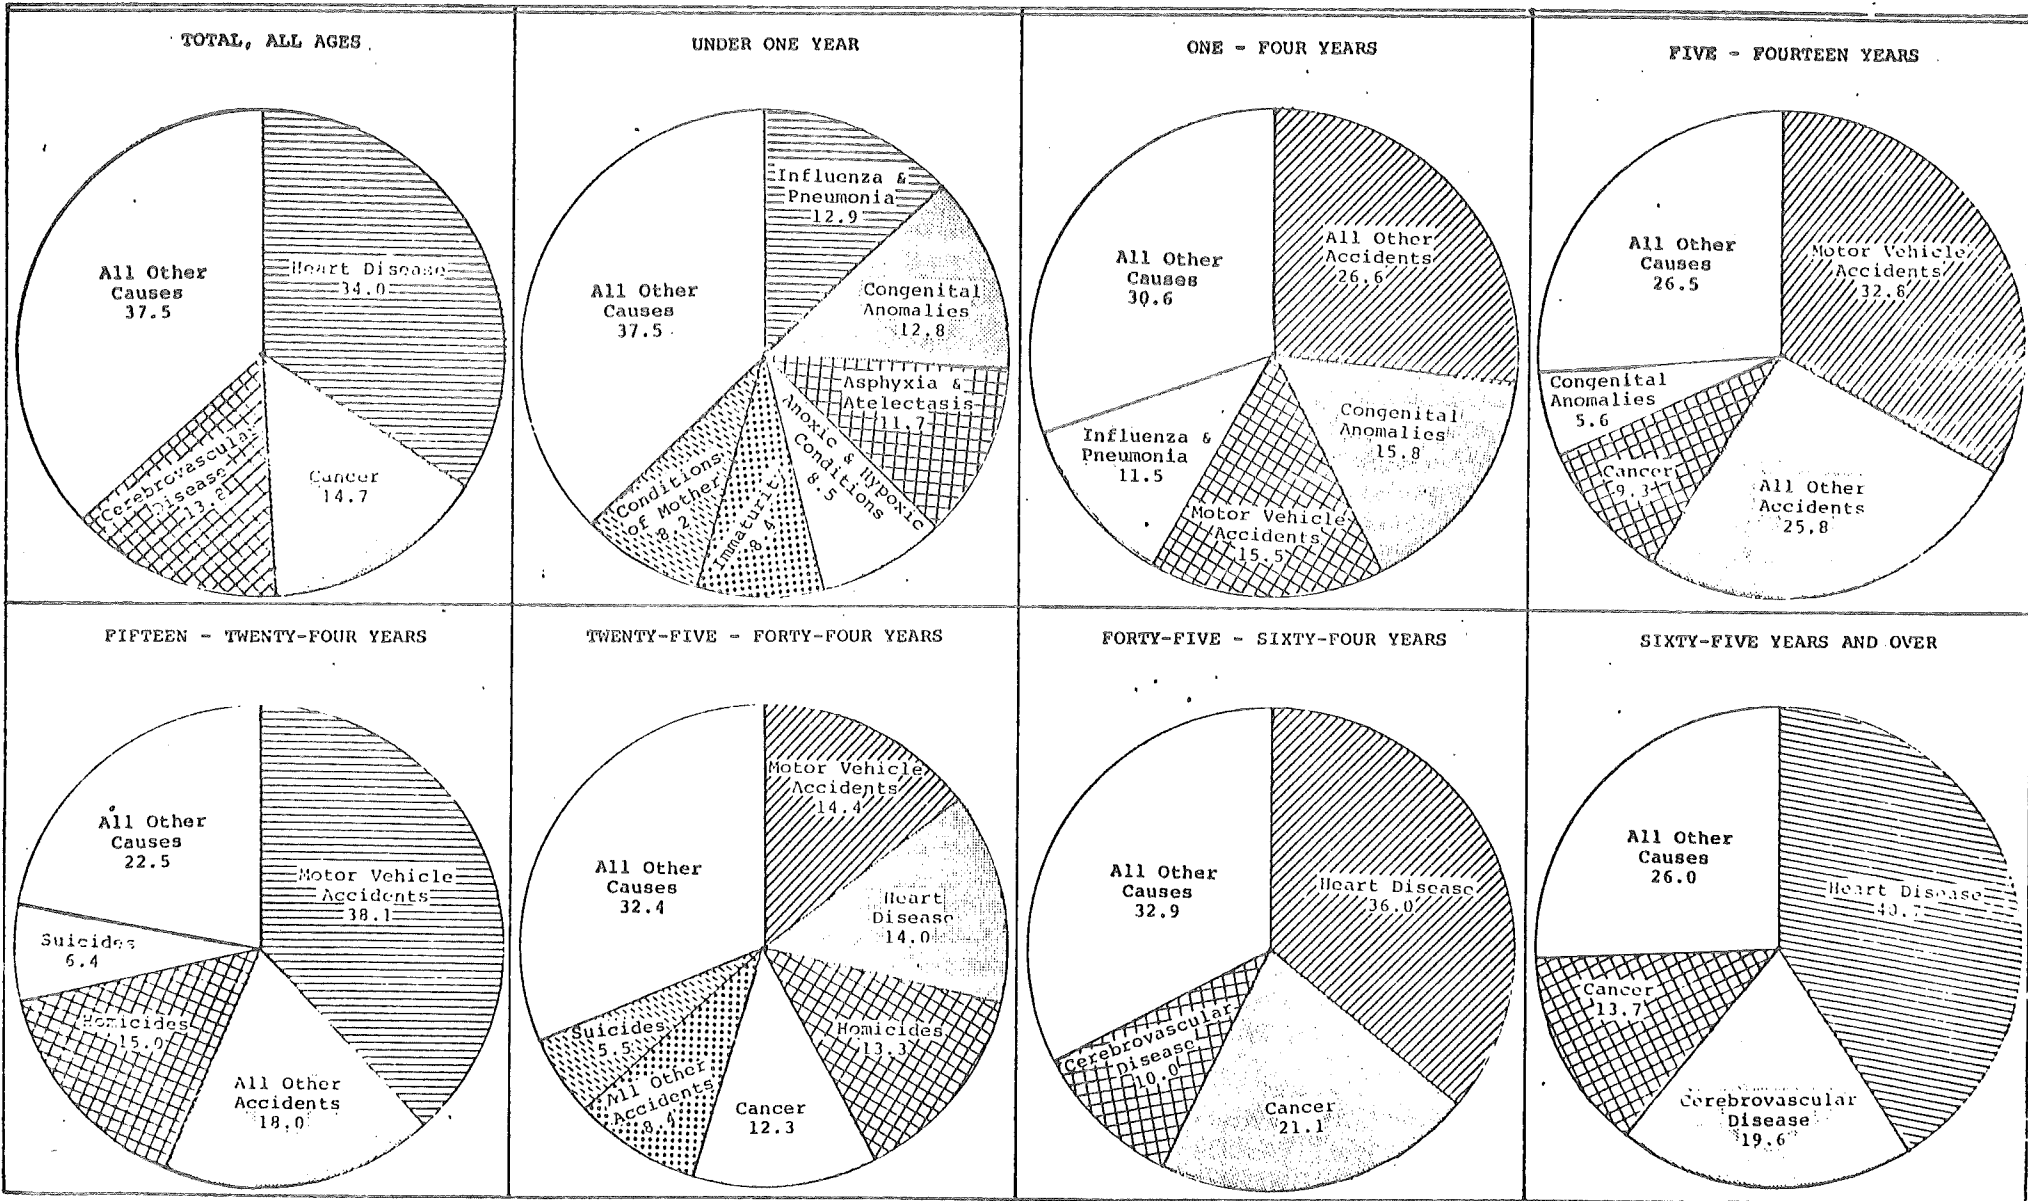 TOTAL, ALL AGES
All Other
Causes
37.5
Heart Disease
34.0
Cancer
14.7
Cerebrovascular
Disease
UNDER ONE YEAR
Influenza &
Pneumonia
12.9
Congenital
Anomalies
12.8
Asphyxia &
Atelectasis
11.7
Anoxic & Hypoxic
Conditions
8.5
Immaturity
8.4
Conditions
of Mother
8.2
All Other
Causes
37.5
ONE - FOUR YEARS
All Other
Accidents
26.6
Congenital
Anomalies
15.8
Motor Vehicle
Accidents
15.5
Influenza &
Pneumonia
11.5
All Other
Causes
30.6
FIVE - FOURTEEN YEARS
Motor Vehicle
Accidents
32.8
All Other
Accidents
25.8
Cancer
9.3
Congenital
Anomalies
5.6
All Other
Causes
26.5
FIFTEEN - TWENTY-FOUR YEARS
Motor Vehicle
Accidents
38.1
All Other
Accidents
18.0
Homicides
15.0
Suicides
6.4
All Other
Causes
22.5
TWENTY-FIVE - FORTY-FOUR YEARS
Motor Vehicle
Accidents
14.4
Heart
Disease
14.0
Homicides
13.3
Cancer
12.3
All Other
Accidents
8.4
Suicides
5.5
All Other
Causes
32.4
FORTY-FIVE - SIXTY-FOUR YEARS
Heart Disease
36.0
Cancer
21.1
Cerebrovascular
Disease
10.0
All Other
Causes
32.9
SIXTY-FIVE YEARS AND OVER
Heart Disease
40.7
Cerebrovascular
Disease
19.6
Cancer
13.7
All Other
Causes
26.0